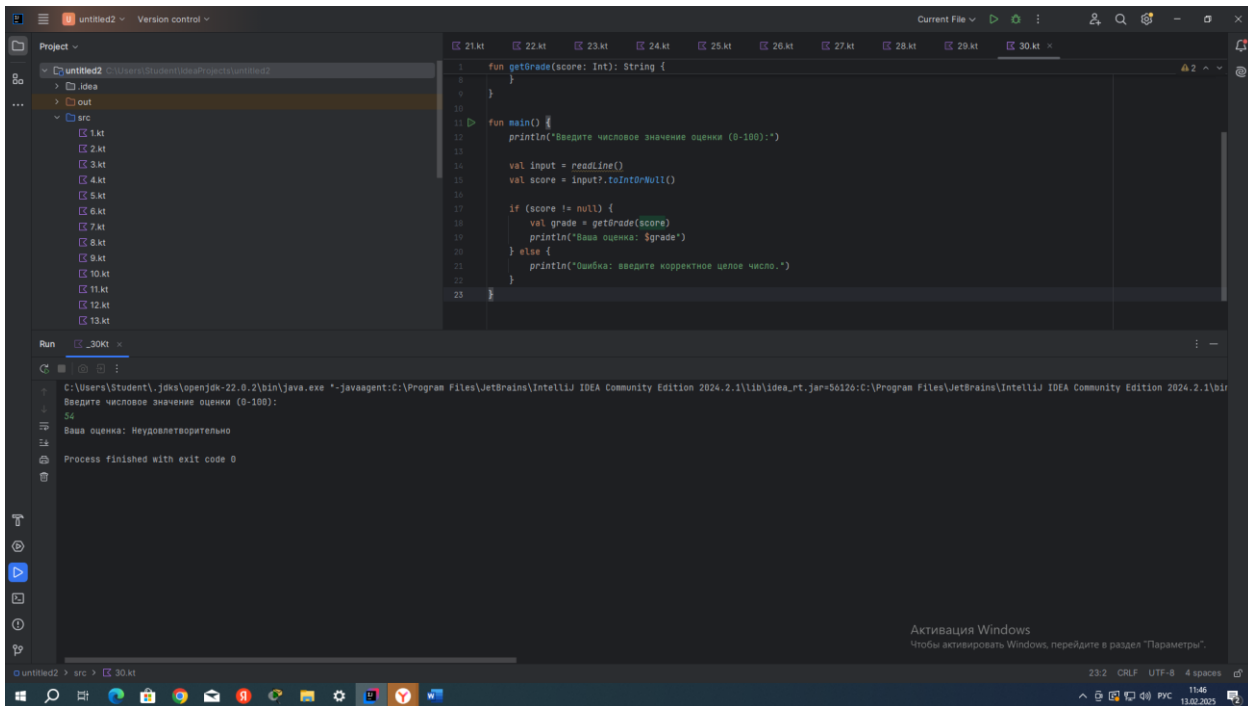 untitled2
Version control
Current File
Project
21.kt
22.kt
23.kt
24.kt
25.kt
26.kt
27.kt
28.kt
29.kt
30.kt
untitled2 C:\Users\Student\IdeaProjects\untitled2
.idea
out
src
1.kt
2.kt
3.kt
4.kt
5.kt
6.kt
7.kt
8.kt
9.kt
10.kt
11.kt
12.kt
13.kt
1 fun getGrade(score: Int): String {
8 }
9 }
10
11 fun main() {
12 println("Введите числовое значение оценки (0-100):")
13
14 val input = readLine()
15 val score = input?.toIntOrNull()
16
17 if (score != null) {
18 val grade = getGrade(score)
19 println("Ваша оценка: $grade")
20 } else {
21 println("Ошибка: введите корректное целое число.")
22 }
23 }
2
Run
_30Kt
C:\Users\Student\.jdks\openjdk-22.0.2\bin\java.exe "-javaagent:C:\Program Files\JetBrains\IntelliJ IDEA Community Edition 2024.2.1\lib\idea_rt.jar=56126:C:\Program Files\JetBrains\IntelliJ IDEA Community Edition 2024.2.1\bin
Введите числовое значение оценки (0-100):
54
Ваша оценка: Неудовлетворительно
Process finished with exit code 0
Активация Windows
Чтобы активировать Windows, перейдите в раздел "Параметры".
untitled2 > src > 30.kt
23:2 CRLF UTF-8 4 spaces
РУС
11:46
13.02.2025